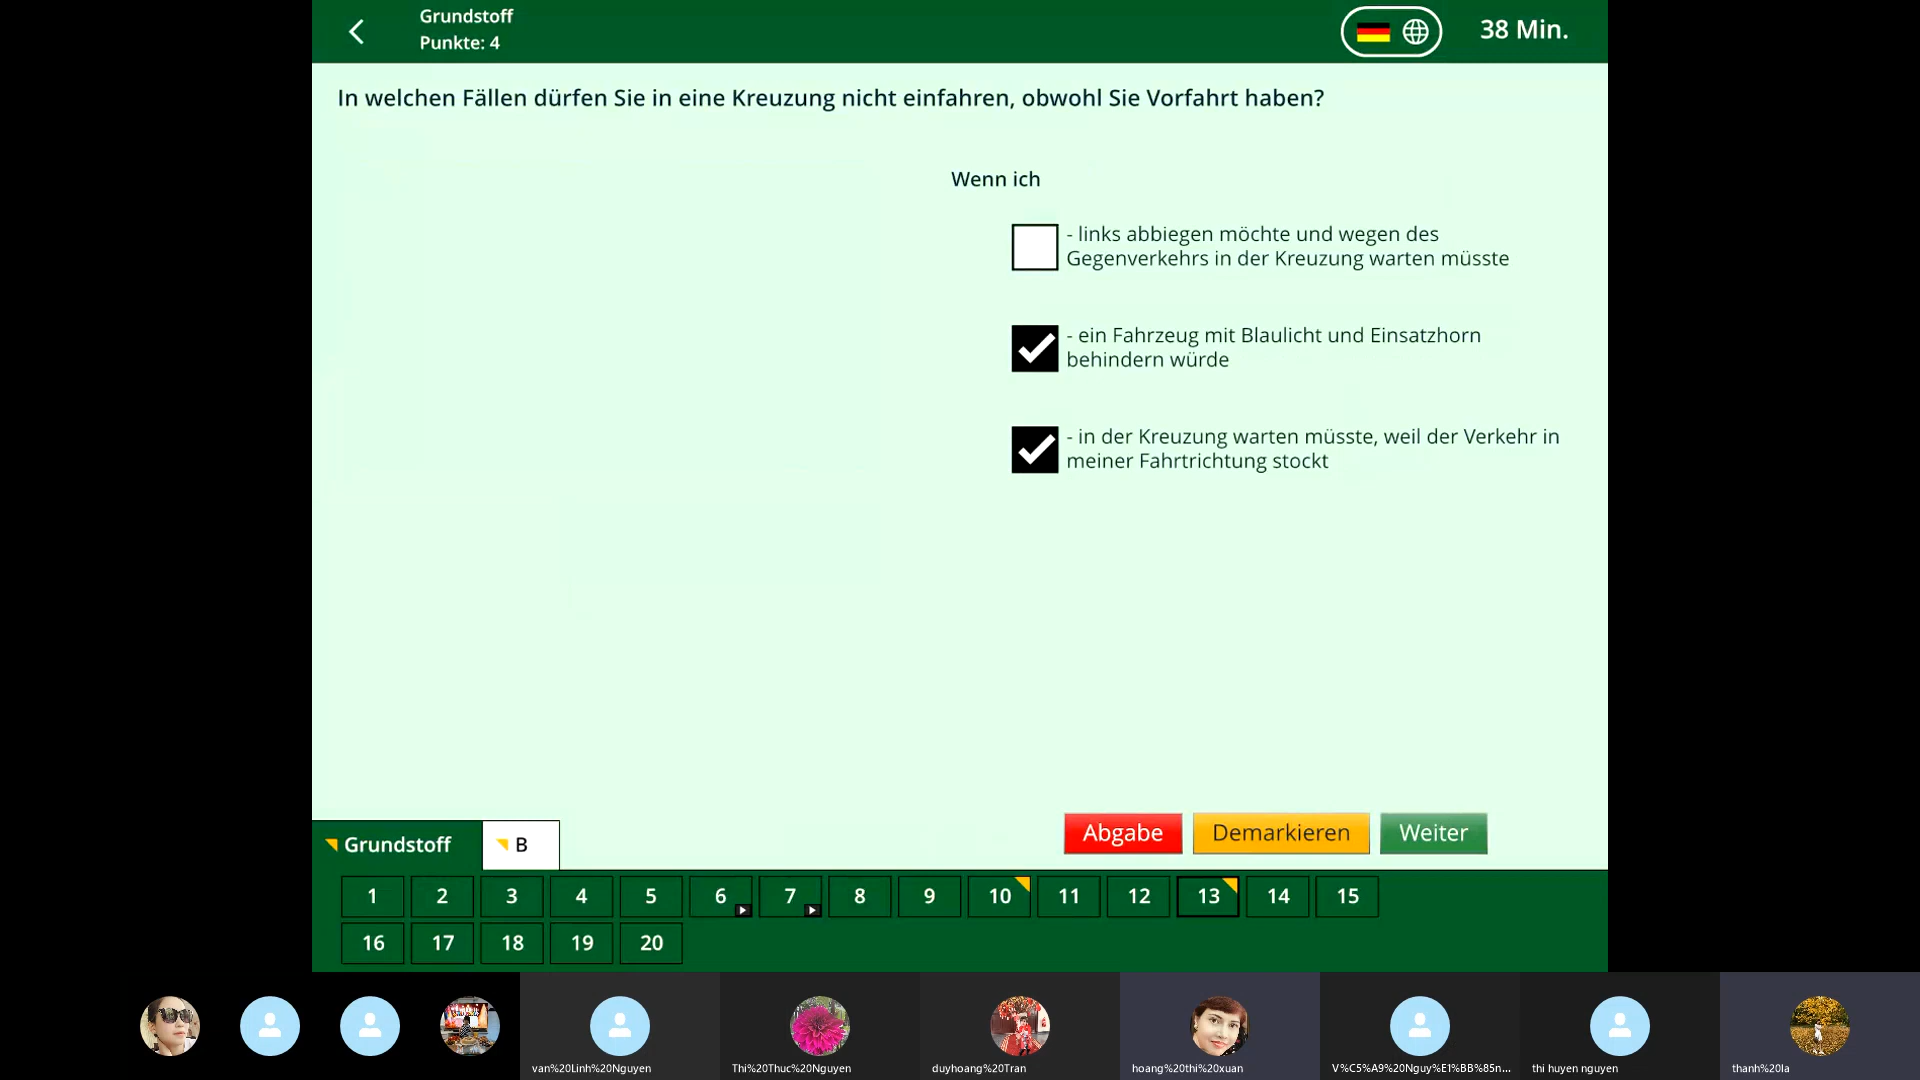 Grundstoff
Punkte: 4
38 Min.
In welchen Fällen dürfen Sie in eine Kreuzung nicht einfahren, obwohl Sie Vorfahrt haben?
Wenn ich
- links abbiegen möchte und wegen des
Gegenverkehrs in der Kreuzung warten müsste
- ein Fahrzeug mit Blaulicht und Einsatzhorn
behindern würde
- in der Kreuzung warten müsste, weil der Verkehr in
meiner Fahrtrichtung stockt
Abgabe Demarkieren Weiter
Grundstoff B
1 2 3 4 5 6 7 8 9 10 11 12 13 14 15
16 17 18 19 20
van%20Linh%20Nguyen Thi%20Thuc%20Nguyen duyhoang%20Tran hoang%20thi%20xuan V%C5%A9%20Nguy%E1%BB%85n... thi huyen nguyen thanh%20la